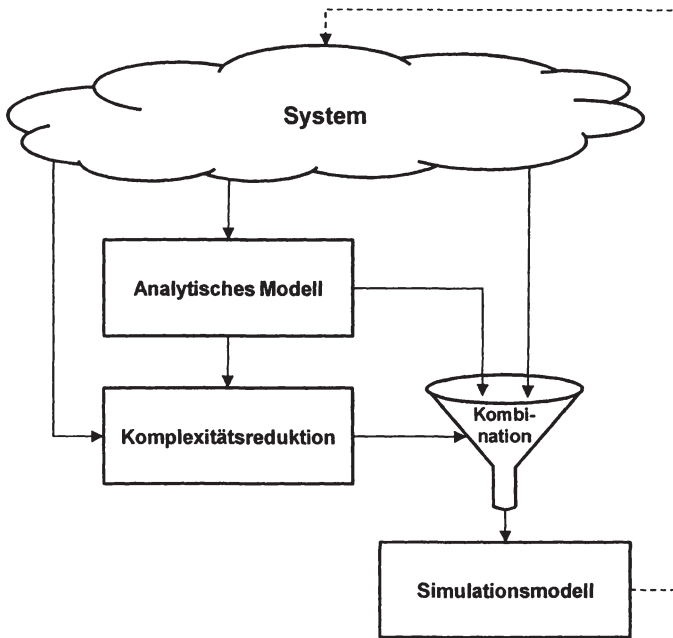 System
Analytisches Modell
Komplexitätsreduktion
Kombi-
nation
Simulationsmodell